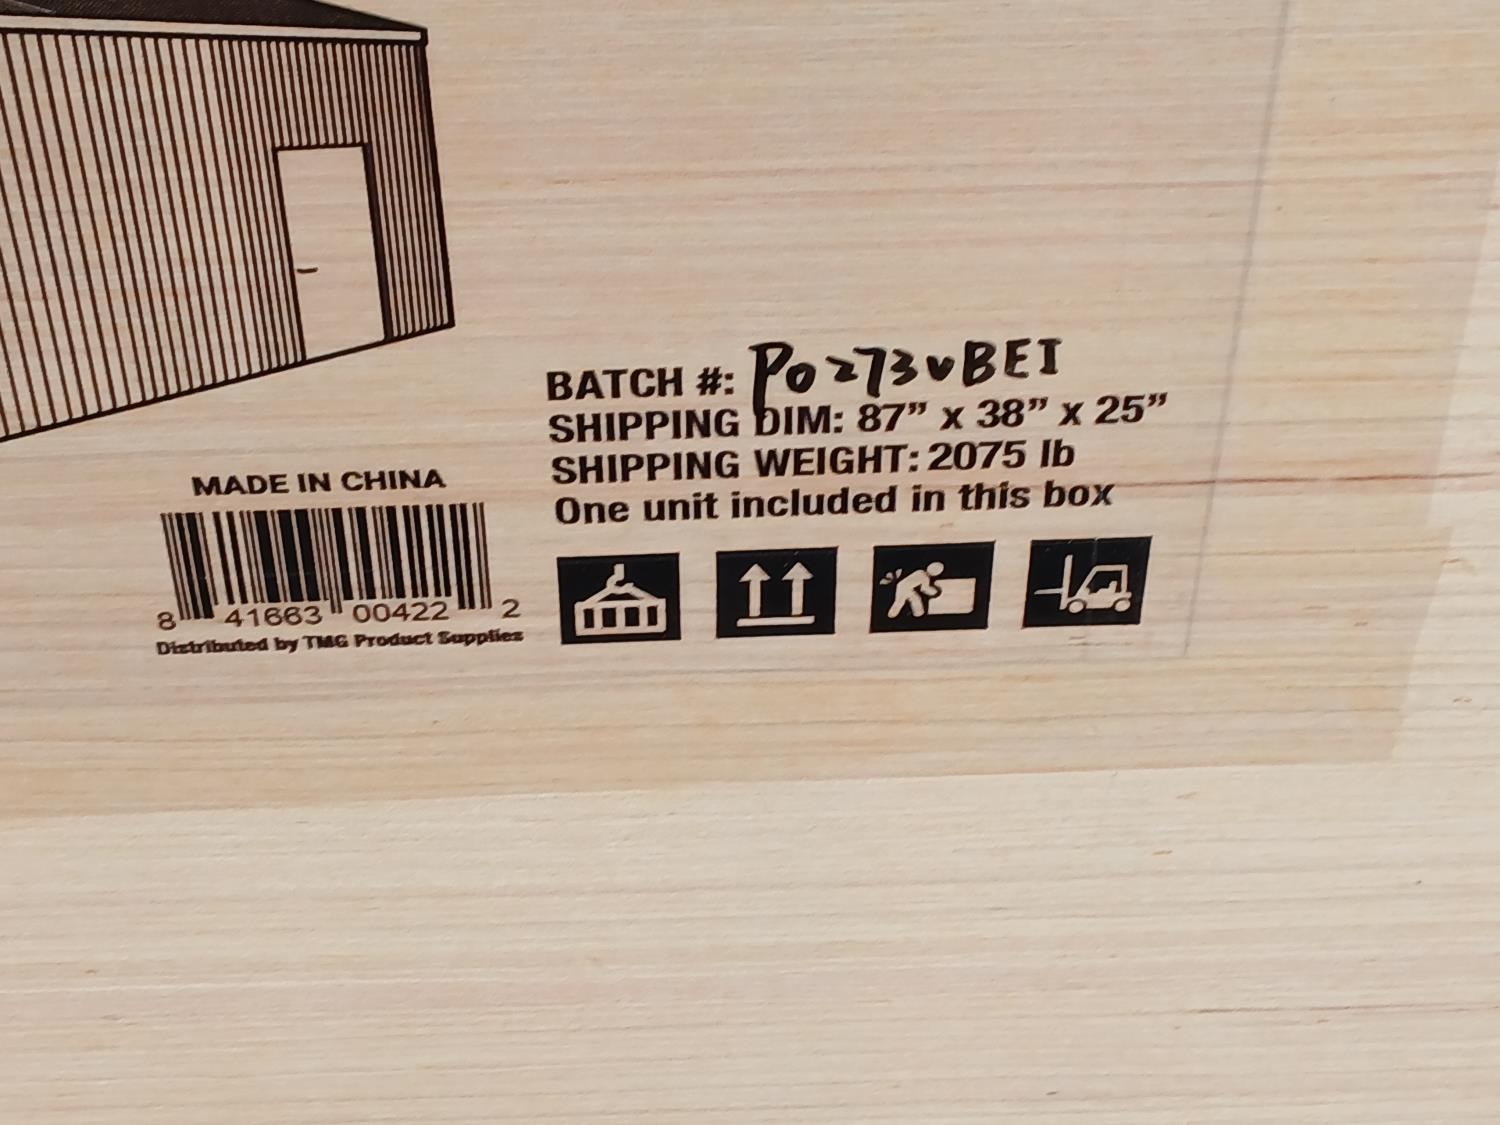 BATCH #: PO273vBEI
SHIPPING DIM: 87” x 38” x 25”
SHIPPING WEIGHT: 2075 lb
One unit included in this box
MADE IN CHINA
8 41663 00422 2
Distributed by TMG Product Supplies